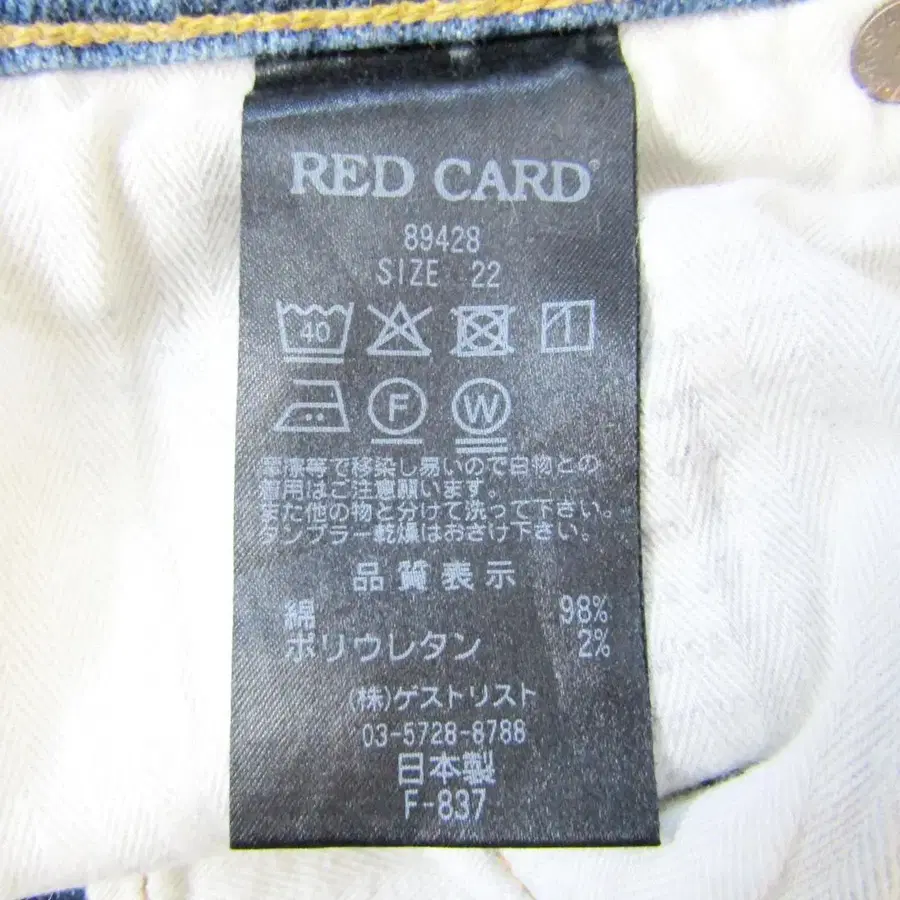 RED CARD®
89428
SIZE 22
40
F
W
摩擦等で移染し易いので白物との
着用はご注意願います。
また他の物と分けて洗って下さい。
タンブラー乾燥はおさけ下さい。
品質表示
綿 98%
ポリウレタン 2%
(株)ゲストリスト
03-5728-8788
日本製
F-837